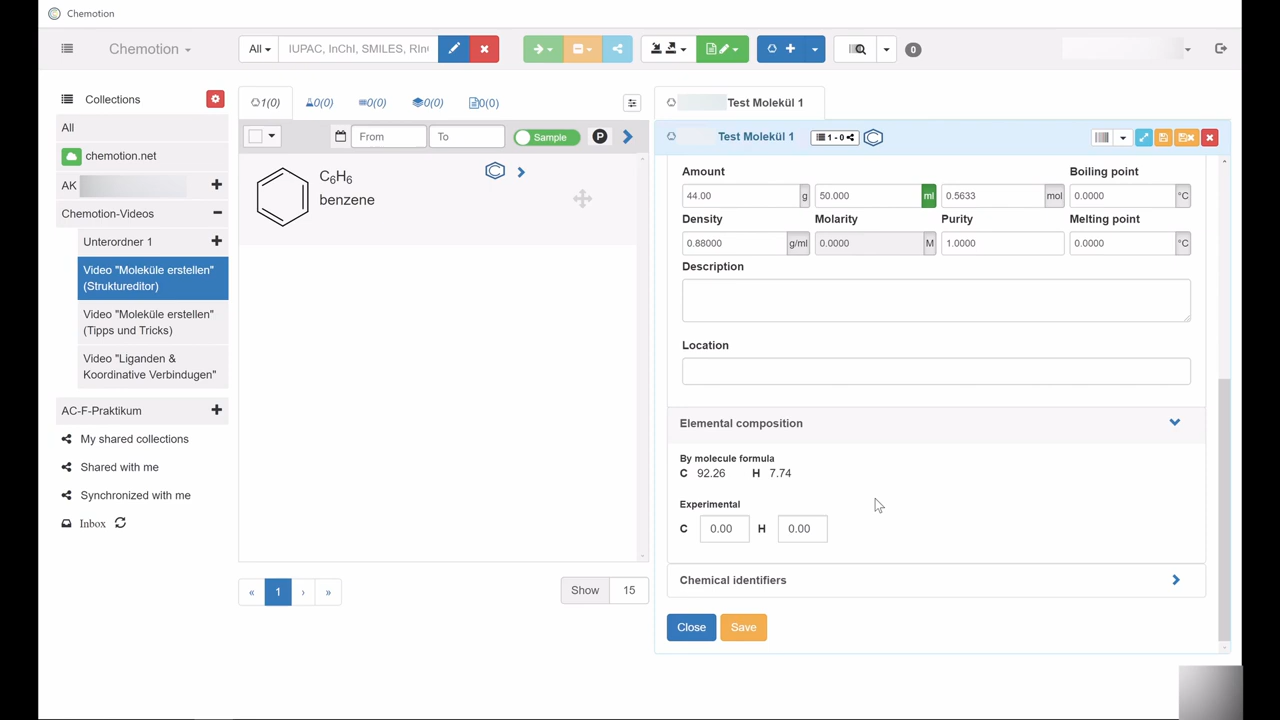 Chemotion
Chemotion
All
IUPAC, InChI, SMILES, RIn
0
Collections
All
chemotion.net
AK
Chemotion-Videos
Unterordner 1
Video "Moleküle erstellen"
(Struktureditor)
Video "Moleküle erstellen"
(Tipps und Tricks)
Video "Liganden &
Koordinative Verbindugen"
AC-F-Praktikum
My shared collections
Shared with me
Synchronized with me
Inbox
1(0)
0(0)
0(0)
0(0)
0(0)
From
To
Sample
P
C6H6
benzene
« 1 › »
Show 15
Test Molekül 1
Test Molekül 1
1 - 0
Amount
Boiling point
44.00 g
50.000 ml
0.5633 mol
0.0000 °C
Density
Molarity
Purity
Melting point
0.88000 g/ml
0.0000 M
1.0000
0.0000 °C
Description
Location
Elemental composition
By molecule formula
C 92.26 H 7.74
Experimental
C 0.00 H 0.00
Chemical identifiers
Close
Save